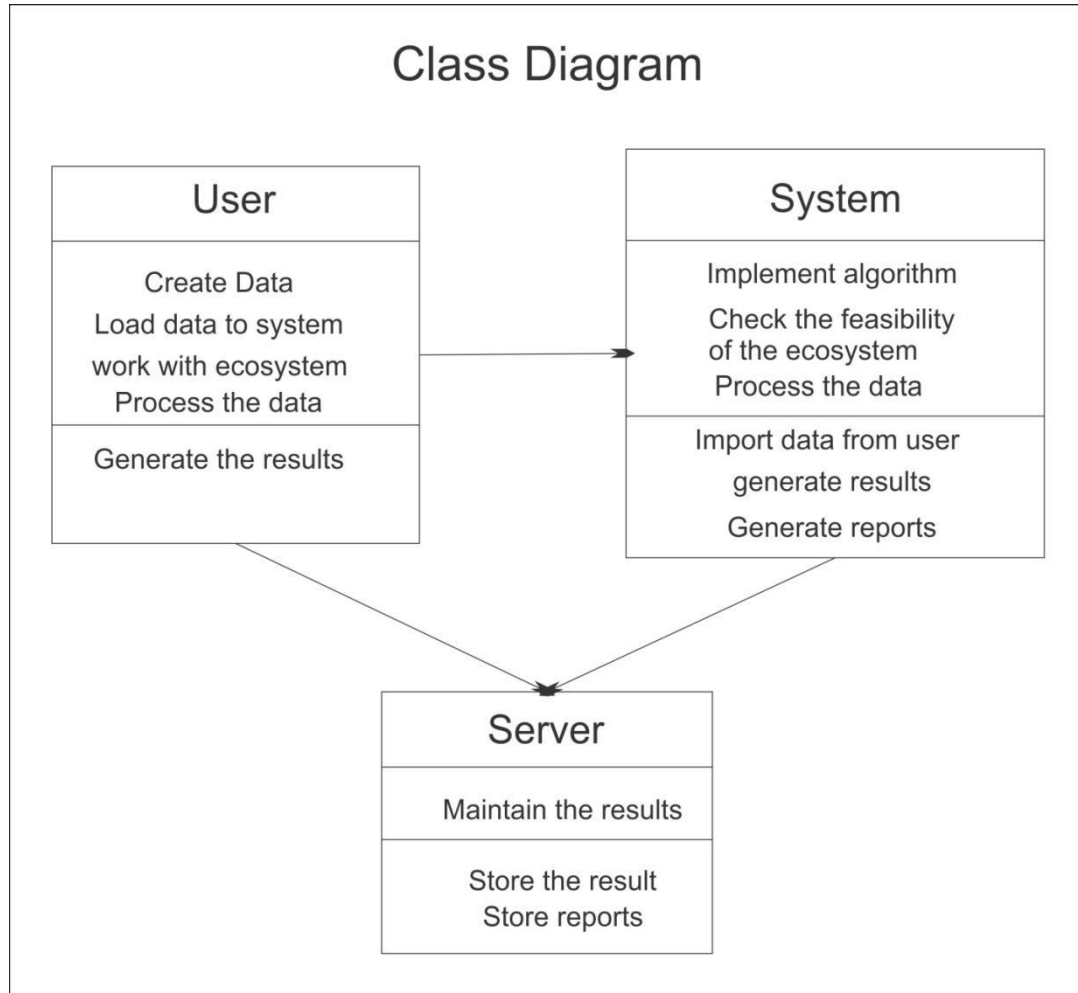 Class Diagram
User
Create Data
Load data to system
work with ecosystem
Process the data
Generate the results
System
Implement algorithm
Check the feasibility
of the ecosystem
Process the data
Import data from user
generate results
Generate reports
Server
Maintain the results
Store the result
Store reports